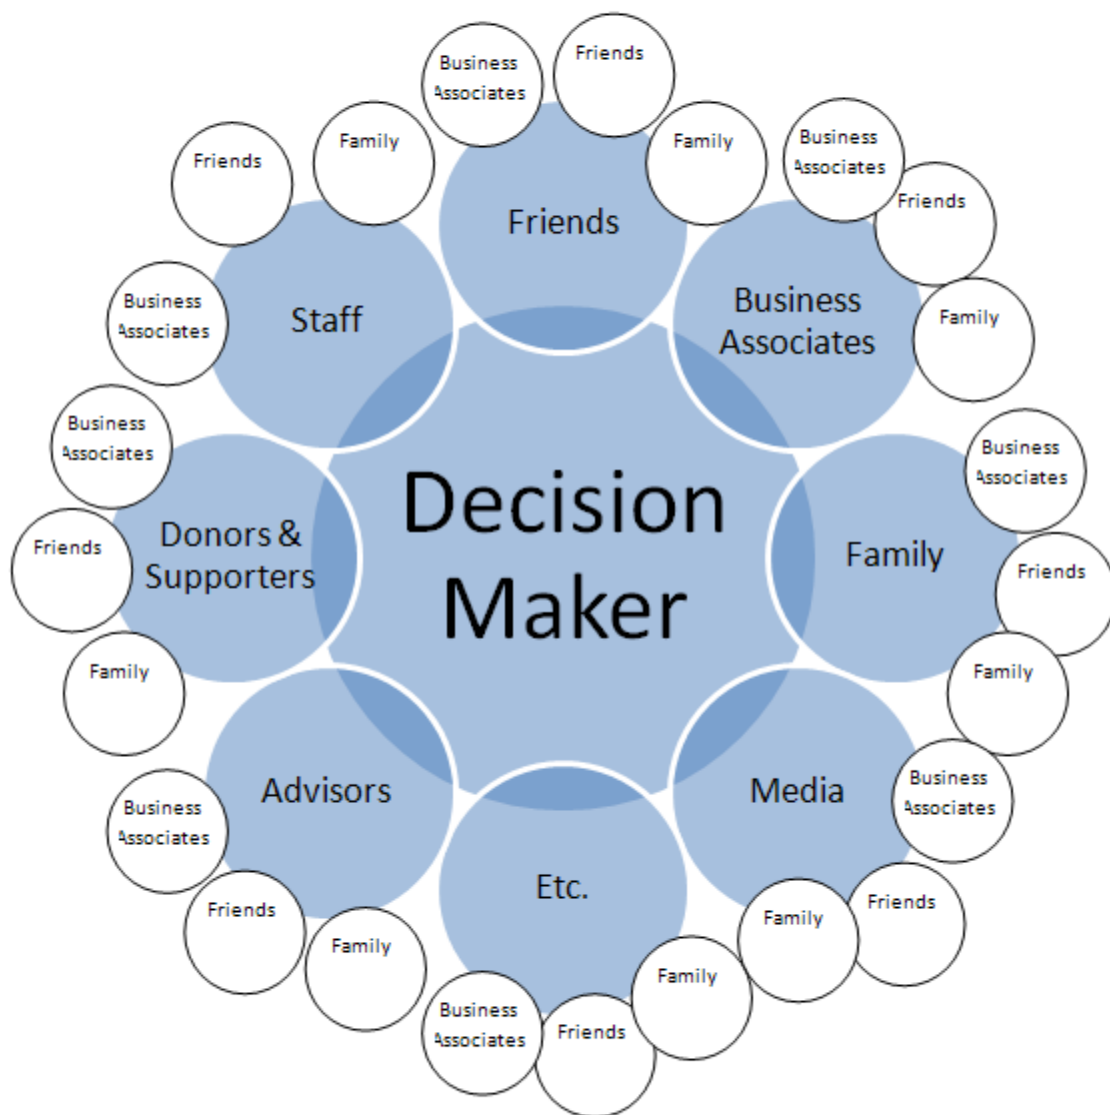 Decision
Maker
Friends
Business
Associates
Friends
Family
Business
Associates
Business
Associates
Friends
Family
Family
Business
Associates
Friends
Family
Media
Business
Associates
Friends
Family
Etc.
Family
Friends
Business
Associates
Advisors
Family
Friends
Business
Associates
Donors &
Supporters
Family
Friends
Business
Associates
Staff
Business
Associates
Friends
Family